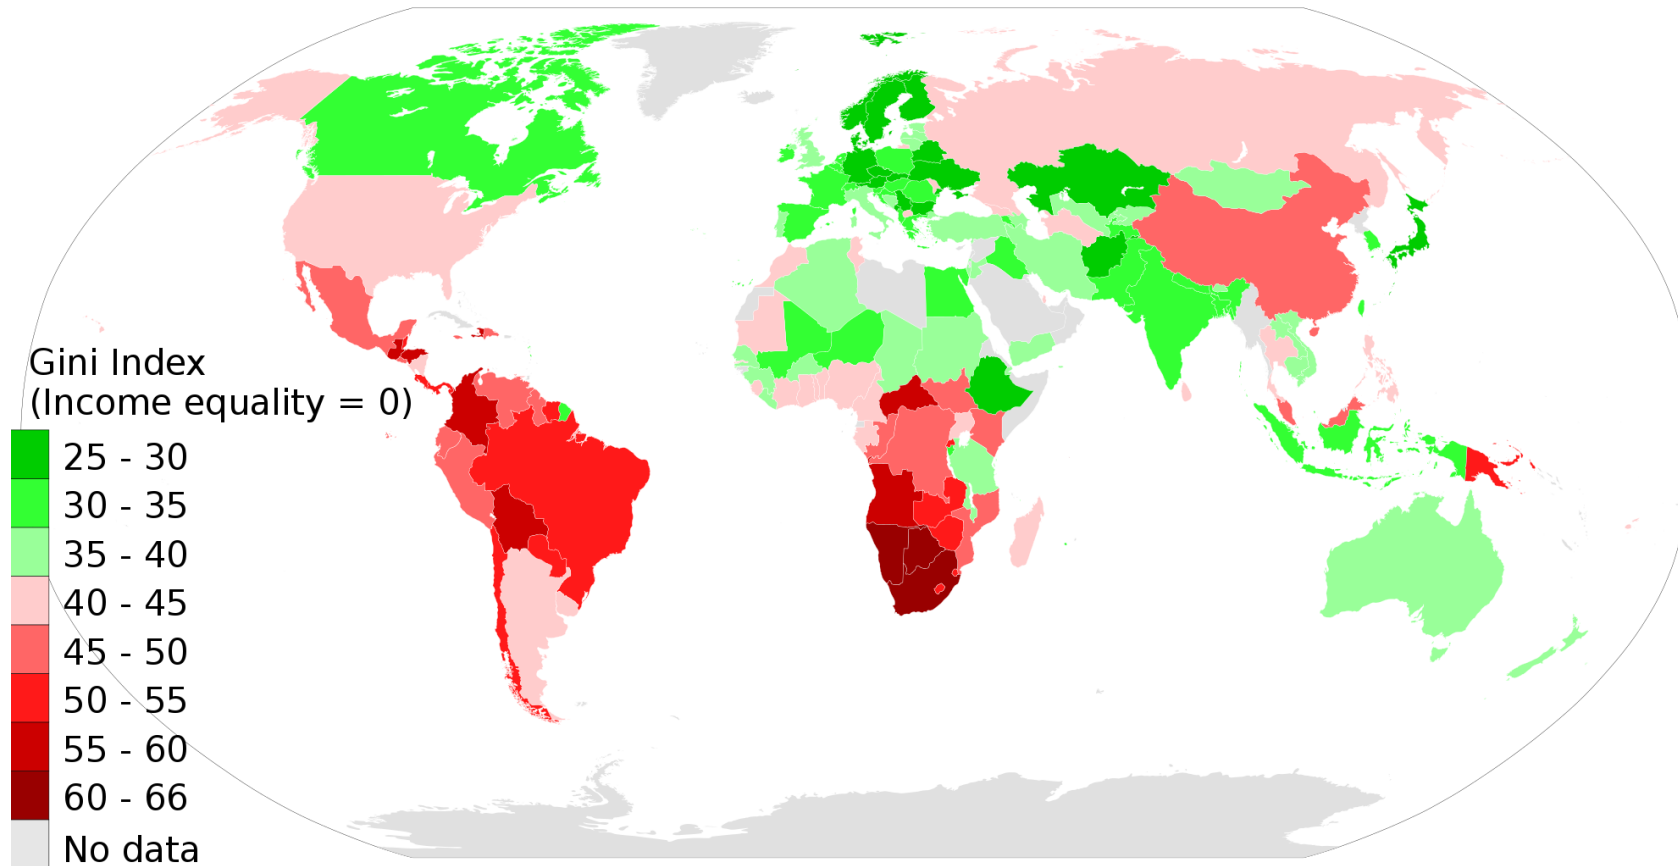 Gini Index
(Income equality = 0)
25 - 30
30 - 35
35 - 40
40 - 45
45 - 50
50 - 55
55 - 60
60 - 66
No data